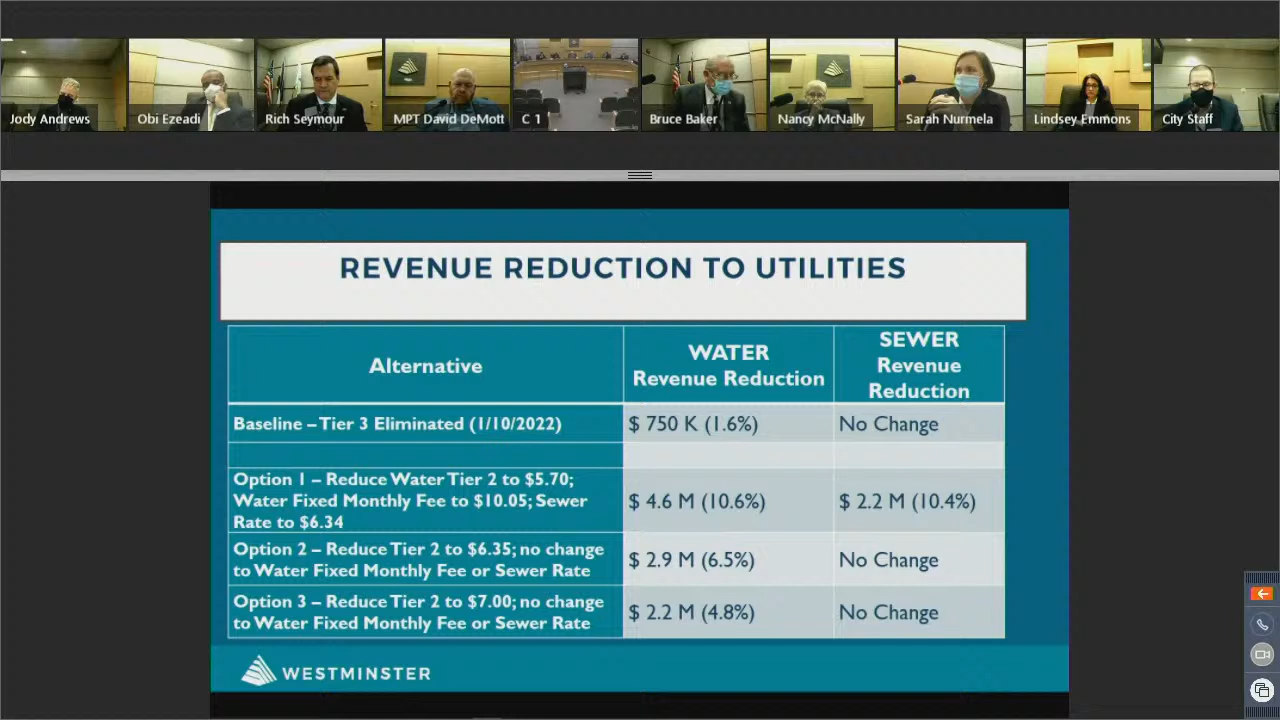 Jody Andrews
Obi Ezeadi
Rich Seymour
MPT David DeMott
C 1
Bruce Baker
Nancy McNally
Sarah Nurmela
Lindsey Emmons
City Staff
REVENUE REDUCTION TO UTILITIES
Alternative
WATER
Revenue Reduction
SEWER
Revenue
Reduction
Baseline – Tier 3 Eliminated (1/10/2022)
$ 750 K (1.6%)
No Change
Option 1 – Reduce Water Tier 2 to $5.70;
Water Fixed Monthly Fee to $10.05; Sewer
Rate to $6.34
$ 4.6 M (10.6%)
$ 2.2 M (10.4%)
Option 2 – Reduce Tier 2 to $6.35; no change
to Water Fixed Monthly Fee or Sewer Rate
$ 2.9 M (6.5%)
No Change
Option 3 – Reduce Tier 2 to $7.00; no change
to Water Fixed Monthly Fee or Sewer Rate
$ 2.2 M (4.8%)
No Change
WESTMINSTER